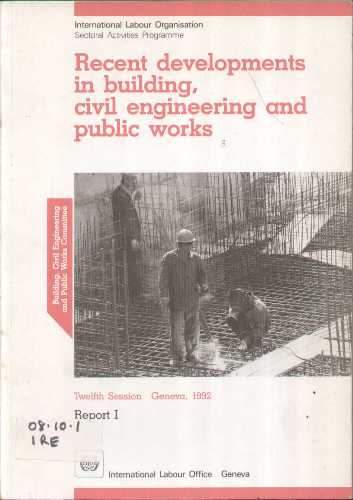 International Labour Organisation
Sectoral Activities Programme
Recent developments
in building,
civil engineering and
public works
Building, Civil Engineering
and Public Works Committee
Twelfth Session Geneva, 1992
Report I
08.10.1
IRE
International Labour Office Geneva